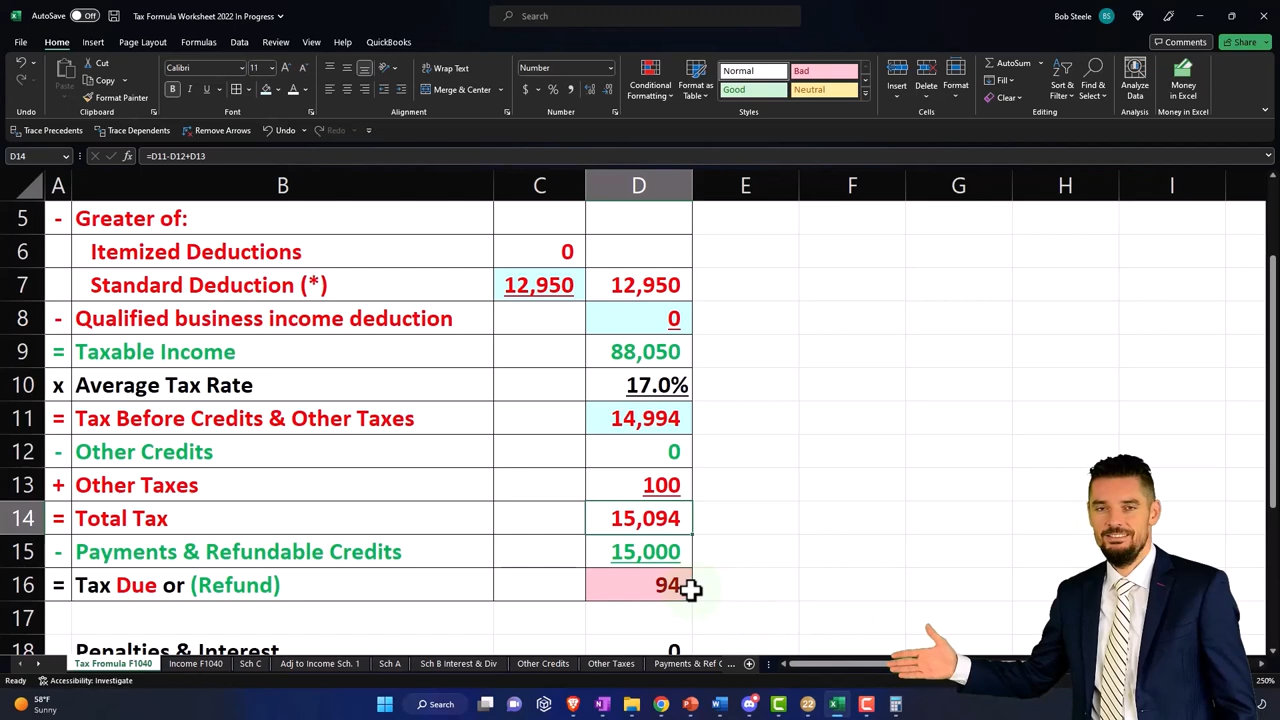 AutoSave Off Tax Formula Worksheet 2022 In Progress Search Bob Steele BS
File Home Insert Page Layout Formulas Data Review View Help QuickBooks Comments Share
Cut Calibri 11 Wrap Text Number Normal Bad AutoSum
Paste Copy Fill
Format Painter B I U Merge & Center $ % Conditional Formatting Format as Table Good Neutral Insert Delete Format Clear Sort & Filter Find & Select Analyze Data Money in Excel
Undo Clipboard Font Alignment Number Styles Cells Editing Analysis Money in Excel
Trace Precedents Trace Dependents Remove Arrows Undo Redo
D14 fx =D11-D12+D13
A B C D E F G H I
5 - Greater of:
6 Itemized Deductions 0
7 Standard Deduction (*) 12,950 12,950
8 - Qualified business income deduction 0
9 = Taxable Income 88,050
10 x Average Tax Rate 17.0%
11 = Tax Before Credits & Other Taxes 14,994
12 - Other Credits 0
13 + Other Taxes 100
14 = Total Tax 15,094
15 - Payments & Refundable Credits 15,000
16 = Tax Due or (Refund) 94
17
18 Penalties & Interest 0
Tax Fromula F1040 Income F1040 Sch C Adj to Income Sch. 1 Sch A Sch B Interest & Div Other Credits Other Taxes Payments & Ref C ...
Ready Accessibility: Investigate 250%
58°F
Sunny
Search
22